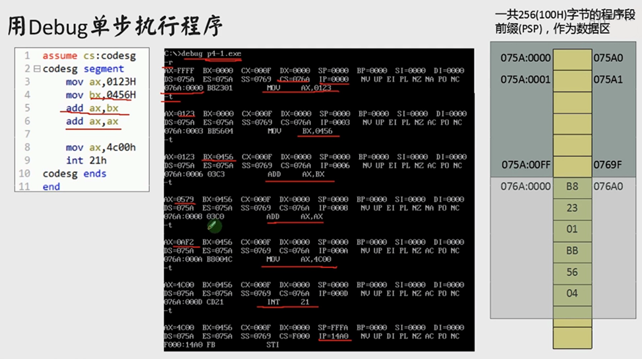 用Debug单步执行程序
1 assume cs:codesg
2 codesg segment
3 mov ax,0123H
4 mov bx,0456H
5 add ax,bx
6 add ax,ax
7
8 mov ax,4c00h
9 int 21h
10 codesg ends
11 end
C:\>debug p4-1.exe
-r
AX=FFFF BX=0000 CX=000F DX=0000 SP=0000 BP=0000 SI=0000 DI=0000
DS=075A ES=075A SS=0769 CS=076A IP=0000 NV UP EI PL NZ NA PO NC
076A:0000 BB2301 MOV AX,0123
-t
AX=0123 BX=0000 CX=000F DX=0000 SP=0000 BP=0000 SI=0000 DI=0000
DS=075A ES=075A SS=0769 CS=076A IP=0003 NV UP EI PL NZ NA PO NC
076A:0003 BB5604 MOV BX,0456
-t
AX=0123 BX=0456 CX=000F DX=0000 SP=0000 BP=0000 SI=0000 DI=0000
DS=075A ES=075A SS=0769 CS=076A IP=0006 NV UP EI PL NZ NA PO NC
076A:0006 03C3 ADD AX,BX
-t
AX=0579 BX=0456 CX=000F DX=0000 SP=0000 BP=0000 SI=0000 DI=0000
DS=075A ES=075A SS=0769 CS=076A IP=0008 NV UP EI PL NZ NA PO NC
076A:0008 03C0 ADD AX,AX
-t
AX=0AF2 BX=0456 CX=000F DX=0000 SP=0000 BP=0000 SI=0000 DI=0000
DS=075A ES=075A SS=0769 CS=076A IP=000A NV UP EI PL NZ AC PO NC
076A:000A B8004C MOV AX,4C00
-t
AX=4C00 BX=0456 CX=000F DX=0000 SP=0000 BP=0000 SI=0000 DI=0000
DS=075A ES=075A SS=0769 CS=076A IP=000D NV UP EI PL NZ AC PO NC
076A:000D CD21 INT 21
-t
AX=4C00 BX=0456 CX=000F DX=0000 SP=FFFA BP=0000 SI=0000 DI=0000
DS=075A ES=075A SS=0769 CS=F000 IP=14A0 NV UP DI PL NZ AC PO NC
F000:14A0 FB STI
一共256(100H)字节的程序段
前缀(PSP)，作为数据区
075A:0000 075A0
075A:0001 075A1
075A:00FF 0769F
076A:0000 B8 076A0
23
01
BB
56
04